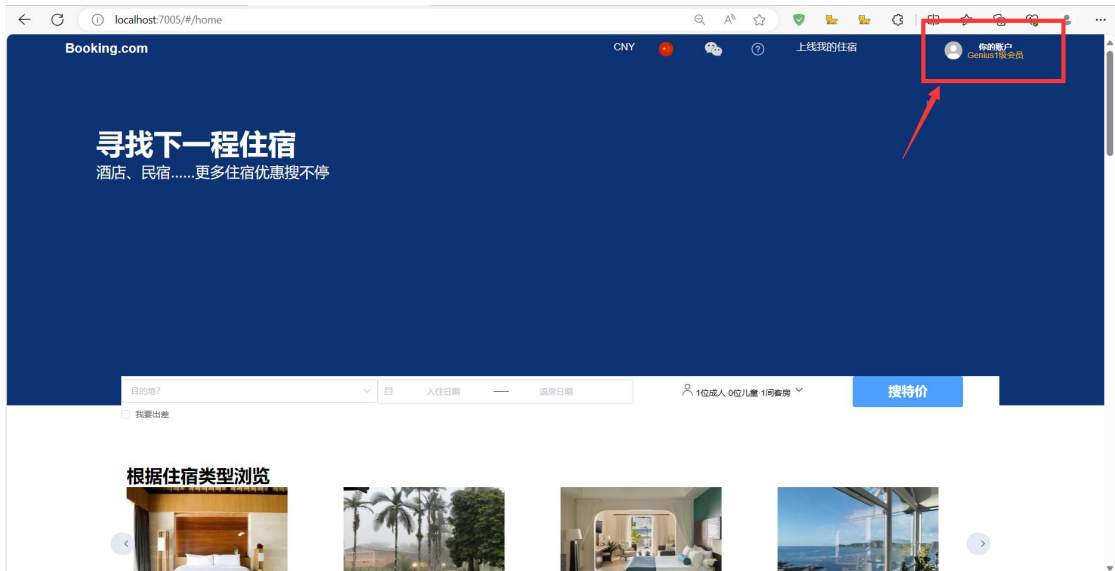 localhost:7005/#/home
Booking.com
CNY
上线我的住宿
你的账户
Genius1级会员
寻找下一程住宿
酒店、民宿......更多住宿优惠搜不停
目的地?
入住日期 — 退房日期
1位成人·0位儿童·1间客房
搜特价
我要出差
根据住宿类型浏览